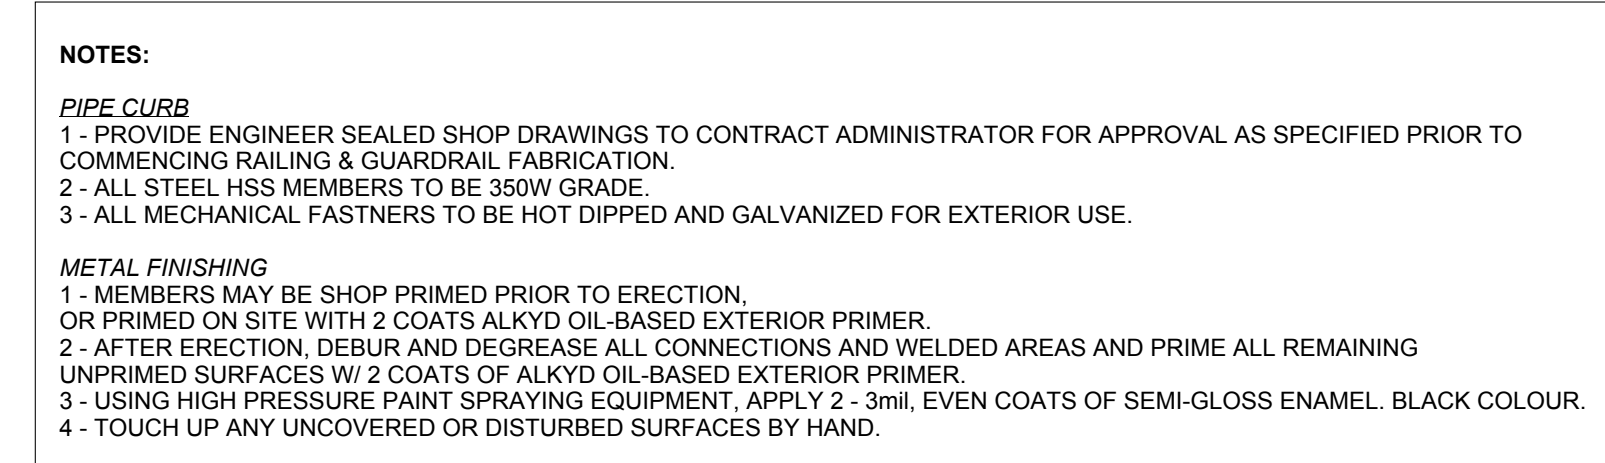 NOTES:
PIPE CURB
1 - PROVIDE ENGINEER SEALED SHOP DRAWINGS TO CONTRACT ADMINISTRATOR FOR APPROVAL AS SPECIFIED PRIOR TO
COMMENCING RAILING & GUARDRAIL FABRICATION.
2 - ALL STEEL HSS MEMBERS TO BE 350W GRADE.
3 - ALL MECHANICAL FASTNERS TO BE HOT DIPPED AND GALVANIZED FOR EXTERIOR USE.
METAL FINISHING
1 - MEMBERS MAY BE SHOP PRIMED PRIOR TO ERECTION,
OR PRIMED ON SITE WITH 2 COATS ALKYD OIL-BASED EXTERIOR PRIMER.
2 - AFTER ERECTION, DEBUR AND DEGREASE ALL CONNECTIONS AND WELDED AREAS AND PRIME ALL REMAINING
UNPRIMED SURFACES W/ 2 COATS OF ALKYD OIL-BASED EXTERIOR PRIMER.
3 - USING HIGH PRESSURE PAINT SPRAYING EQUIPMENT, APPLY 2 - 3mil, EVEN COATS OF SEMI-GLOSS ENAMEL. BLACK COLOUR.
4 - TOUCH UP ANY UNCOVERED OR DISTURBED SURFACES BY HAND.